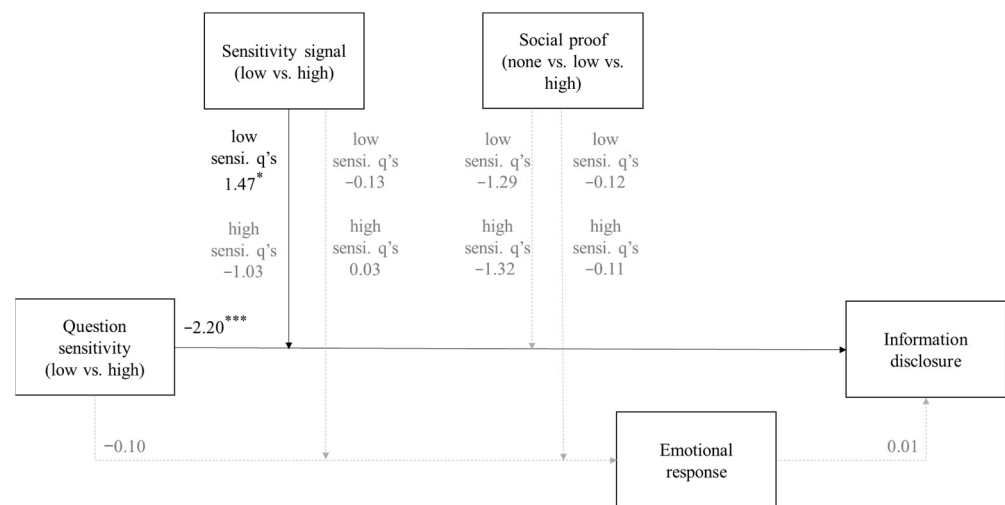 Sensitivity signal
(low vs. high)
Social proof
(none vs. low vs.
high)
low
sensi. q's
1.47*
low
sensi. q's
−0.13
low
sensi. q's
−1.29
low
sensi. q's
−0.12
high
sensi. q's
−1.03
high
sensi. q's
0.03
high
sensi. q's
−1.32
high
sensi. q's
−0.11
Question
sensitivity
(low vs. high)
−2.20***
Information
disclosure
−0.10
Emotional
response
0.01